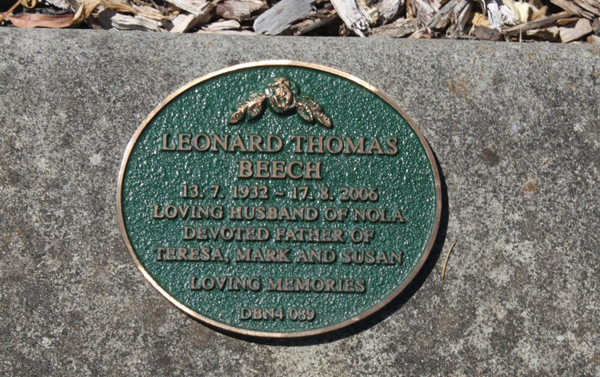 LEONARD THOMAS
BEECH
13. 7. 1932 - 17. 8. 2006
LOVING HUSBAND OF NOLA
DEVOTED FATHER OF
TERESA, MARK AND SUSAN
LOVING MEMORIES
DBN4 089